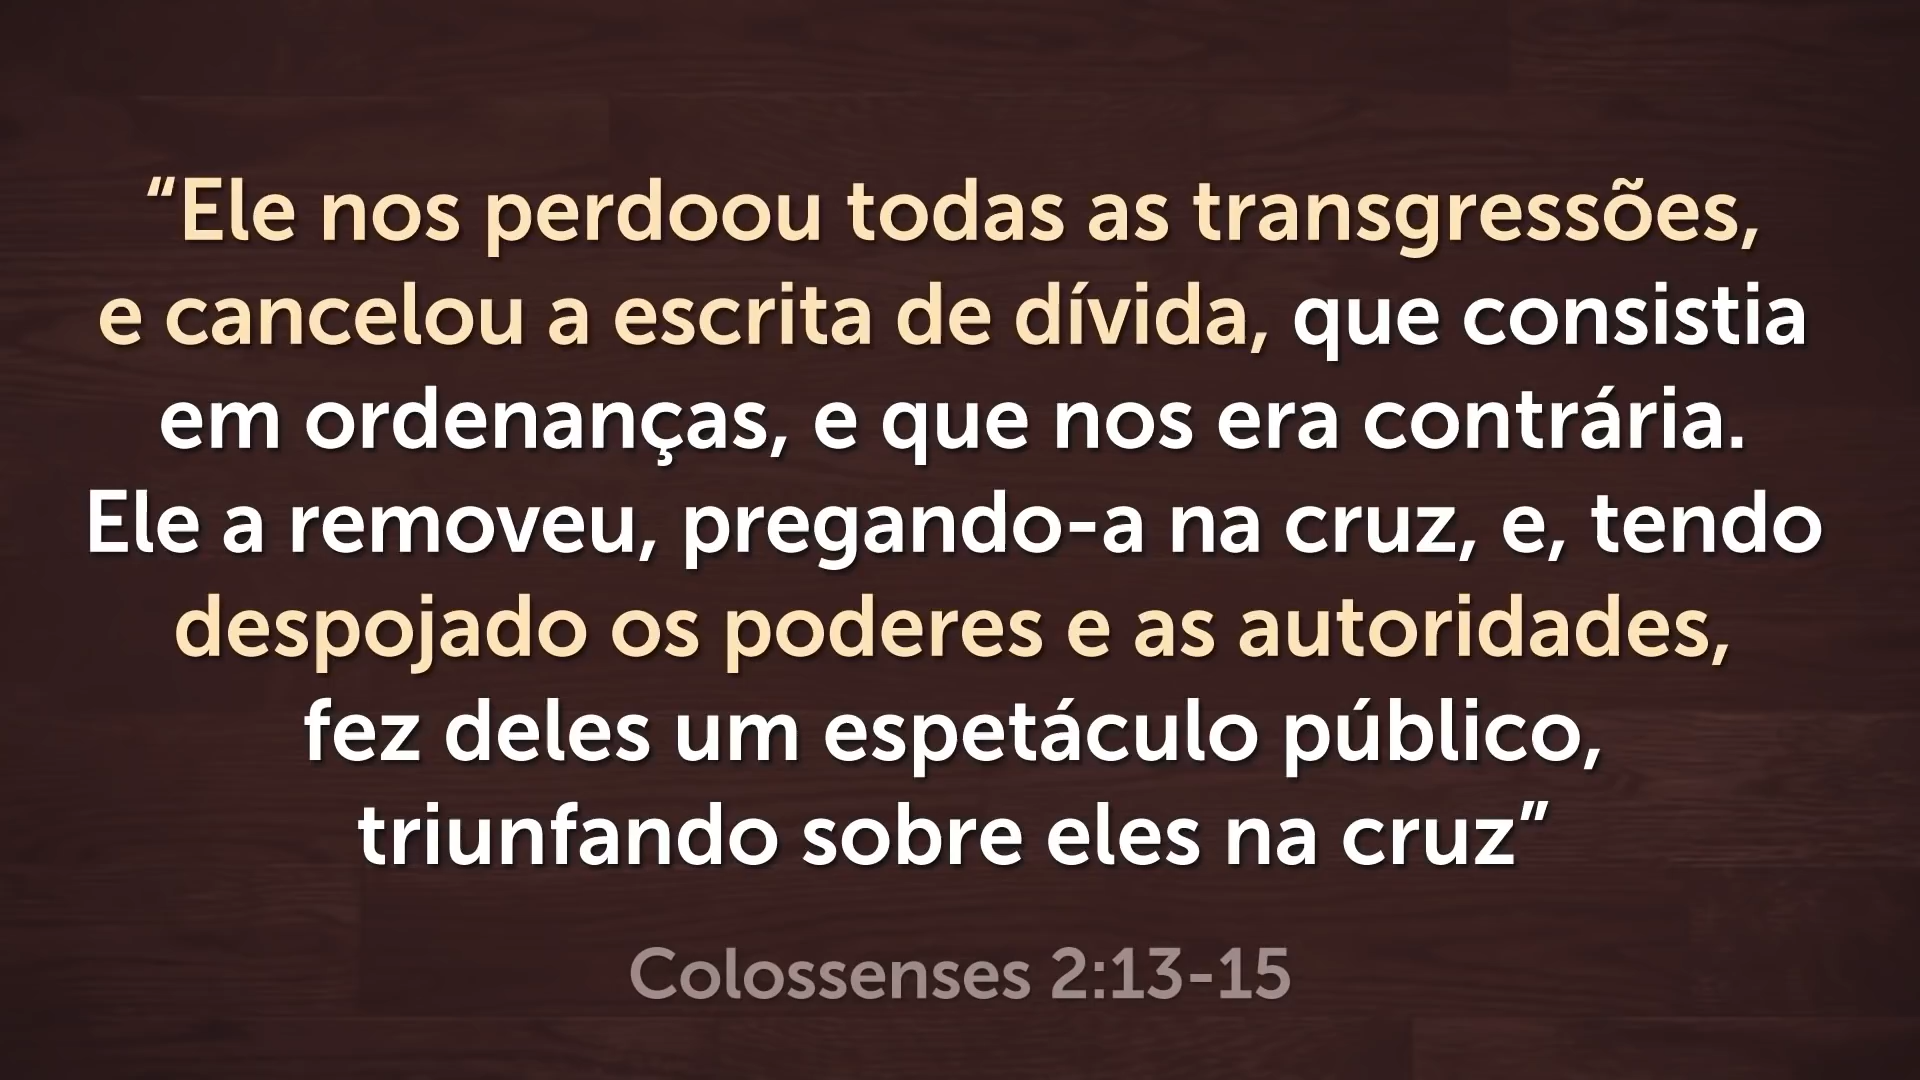 “Ele nos perdoou todas as transgressões,
e cancelou a escrita de dívida, que consistia
em ordenanças, e que nos era contrária.
Ele a removeu, pregando-a na cruz, e, tendo
despojado os poderes e as autoridades,
fez deles um espetáculo público,
triunfando sobre eles na cruz”
Colossenses 2:13-15